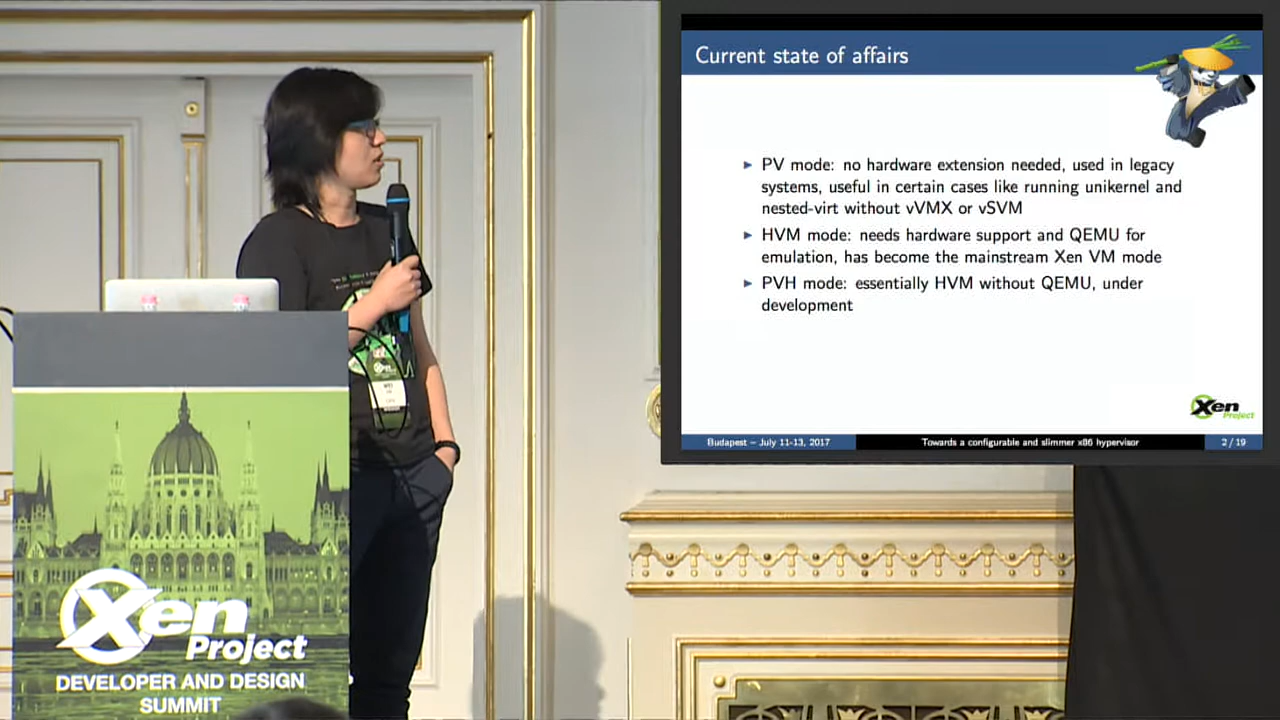 Current state of affairs
▶ PV mode: no hardware extension needed, used in legacy
systems, useful in certain cases like running unikernel and
nested-virt without vVMX or vSVM
▶ HVM mode: needs hardware support and QEMU for
emulation, has become the mainstream Xen VM mode
▶ PVH mode: essentially HVM without QEMU, under
development
Xen
Project
Budapest – July 11-13, 2017
Towards a configurable and slimmer x86 hypervisor
2 / 19
Xen
Project
DEVELOPER AND DESIGN
SUMMIT